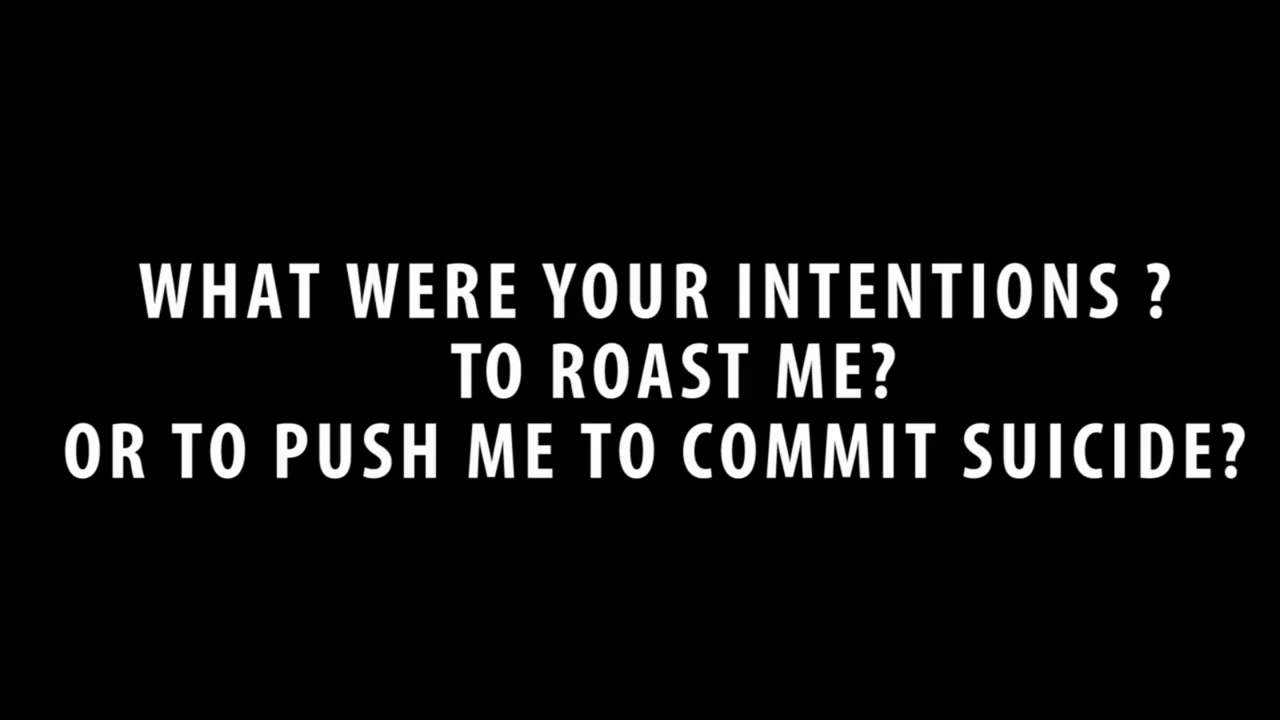 WHAT WERE YOUR INTENTIONS ?
TO ROAST ME?
OR TO PUSH ME TO COMMIT SUICIDE?